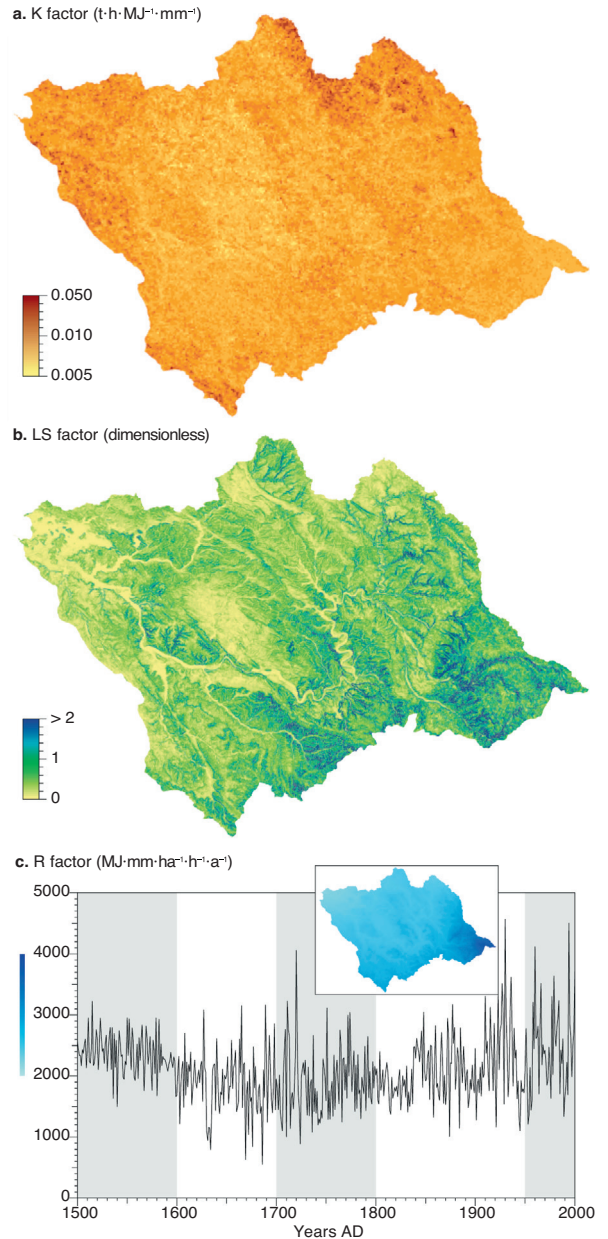 a. K factor (t·h·MJ⁻¹·mm⁻¹)
0.050
0.010
0.005
b. LS factor (dimensionless)
> 2
1
0
c. R factor (MJ·mm·ha⁻¹·h⁻¹·a⁻¹)
5000
4000
3000
2000
1000
0
1500 1600 1700 1800 1900 2000
Years AD